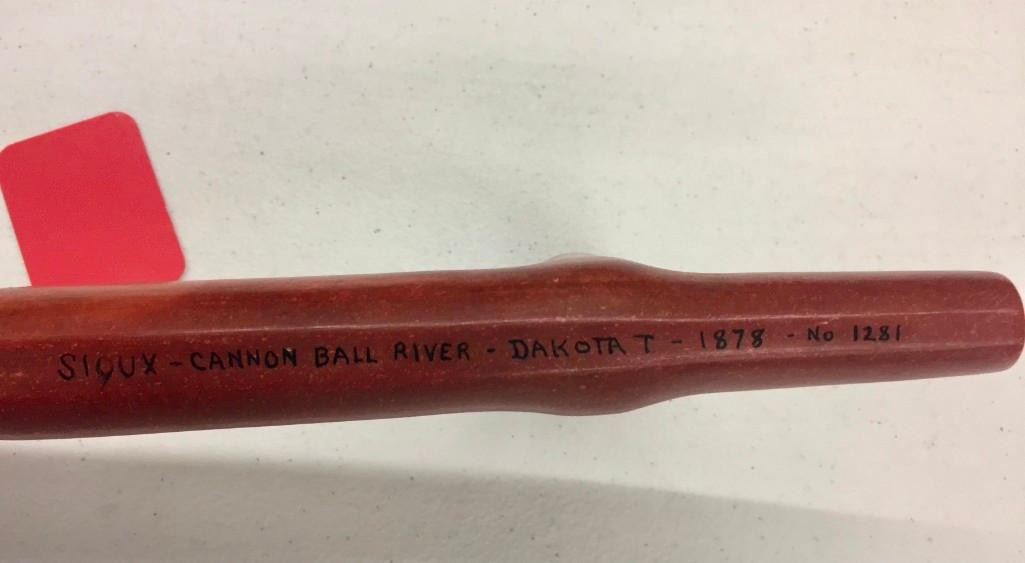 SIOUX - CANNON BALL RIVER - DAKOTA T - 1878 - No 1281